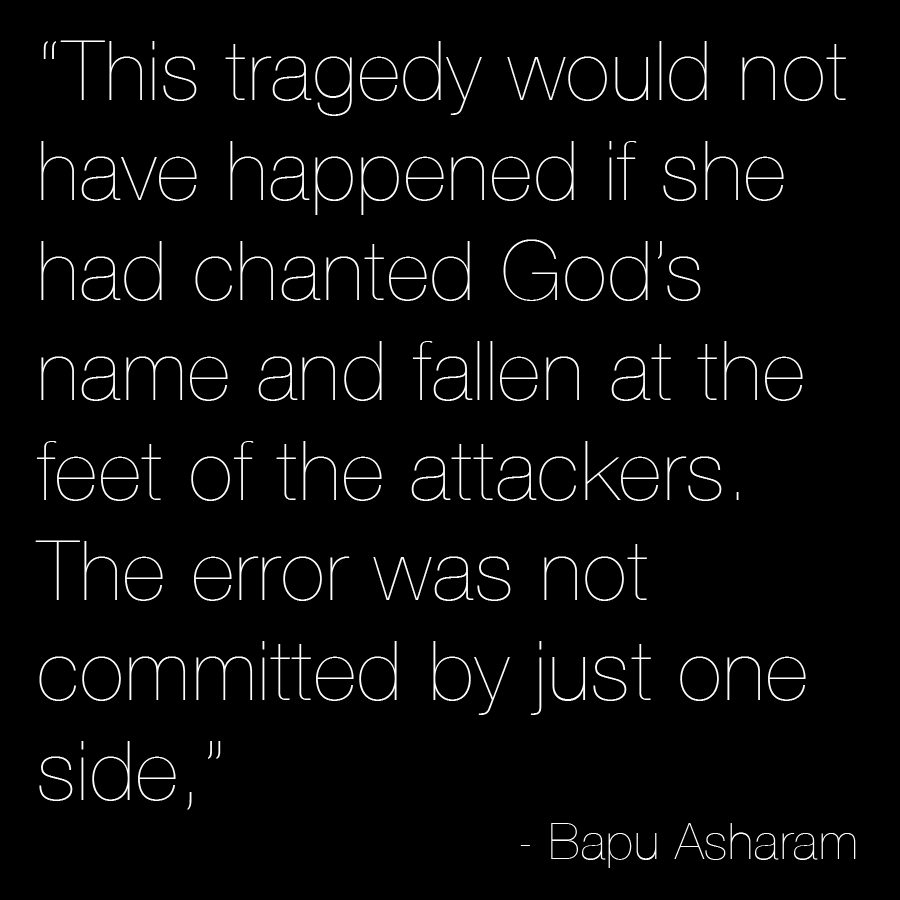 “This tragedy would not
have happened if she
had chanted God’s
name and fallen at the
feet of the attackers.
The error was not
committed by just one
side,”
- Bapu Asharam